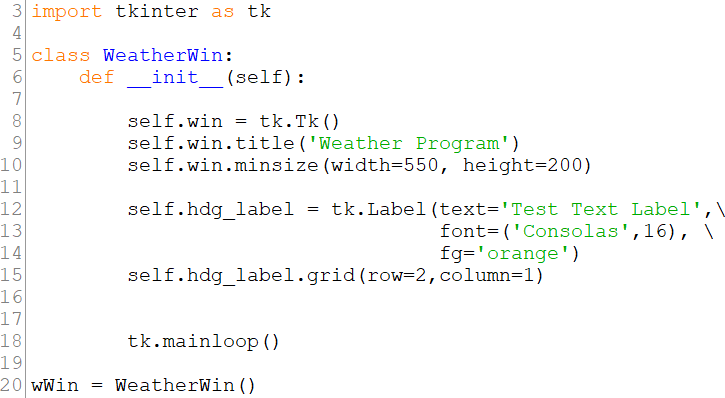 3 import tkinter as tk
4
5 class WeatherWin:
6     def __init__(self):
7
8         self.win = tk.Tk()
9         self.win.title('Weather Program')
10         self.win.minsize(width=550, height=200)
11
12         self.hdg_label = tk.Label(text='Test Text Label',\
13                                   font=('Consolas',16), \
14                                   fg='orange')
15         self.hdg_label.grid(row=2,column=1)
16
17
18         tk.mainloop()
19
20 wWin = WeatherWin()